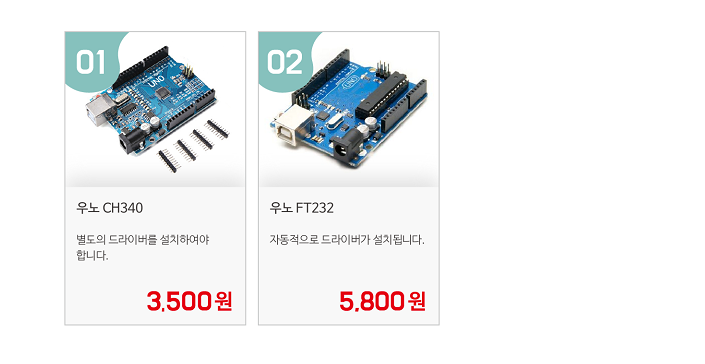 01
우노 CH340
별도의 드라이버를 설치하여야
합니다.
3,500원
02
UNO
우노 FT232
자동적으로 드라이버가 설치됩니다.
5,800원